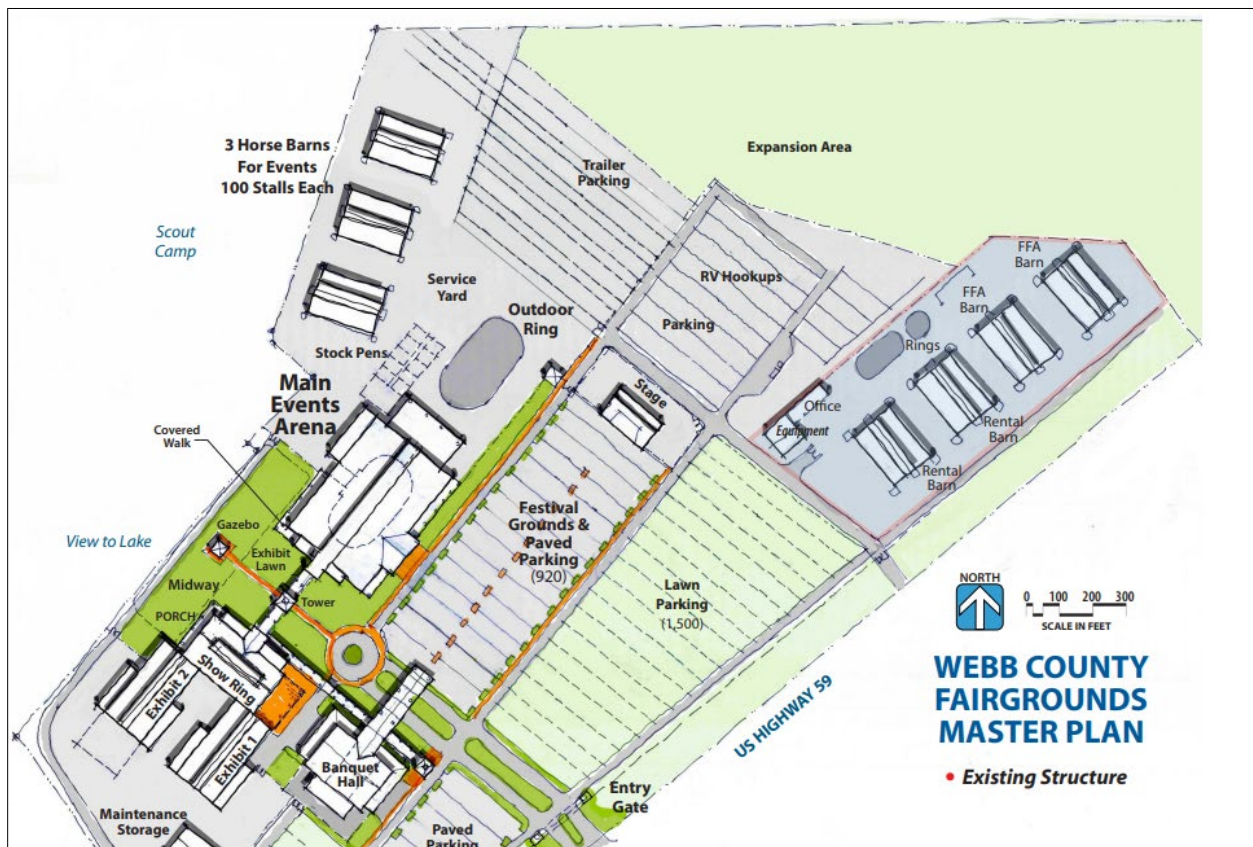 3 Horse Barns
For Events
100 Stalls Each
Trailer
Parking
Expansion Area
Scout
Camp
Service
Yard
RV Hookups
Parking
FFA
Barn
FFA
Barn
Rings
Outdoor
Ring
Stock Pens
Stage
Office
Equipment
Rental
Barn
Rental
Barn
Main
Events
Arena
Covered
Walk
View to Lake
Gazebo
Exhibit
Lawn
Midway
Tower
PORCH
Festival
Grounds &
Paved
Parking
(920)
Lawn
Parking
(1,500)
NORTH
0 100 200 300
SCALE IN FEET
Show Ring
Exhibit 2
Exhibit 1
Banquet
Hall
US HIGHWAY 59
WEBB COUNTY
FAIRGROUNDS
MASTER PLAN
• Existing Structure
Entry
Gate
Maintenance
Storage
Paved
Parking